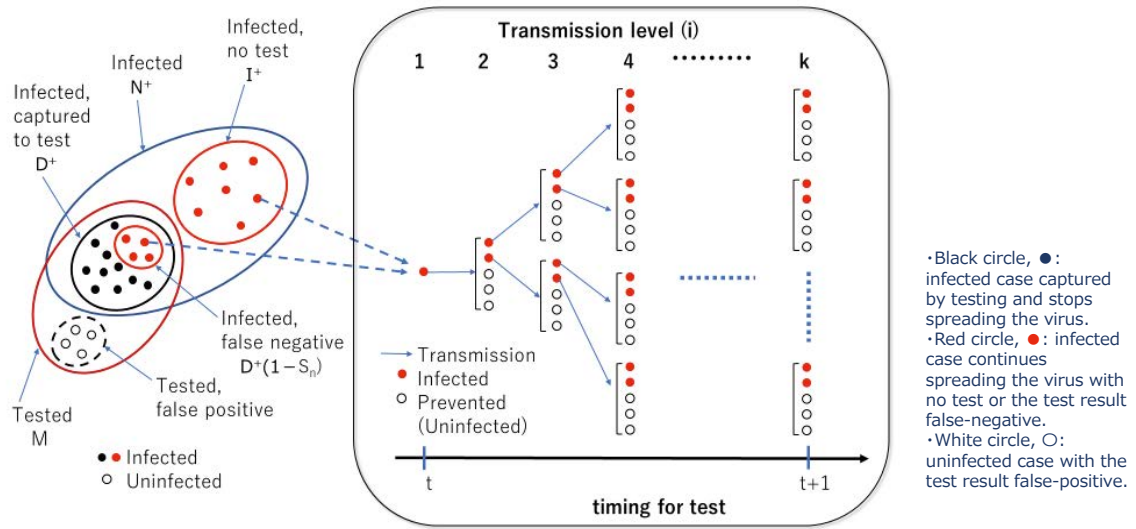 Infected,
no test
I⁺
Infected
N⁺
Infected,
captured
to test
D⁺
Infected,
false negative
D⁺(1−Sₙ)
Tested,
false positive
Tested
M
Infected
Uninfected
Transmission level (i)
1 2 3 4 ········· k
Transmission
Infected
Prevented
(Uninfected)
t
t+1
timing for test
・Black circle, ●:
infected case captured
by testing and stops
spreading the virus.
・Red circle, ●: infected
case continues
spreading the virus with
no test or the test result
false-negative.
・White circle, ○:
uninfected case with the
test result false-positive.